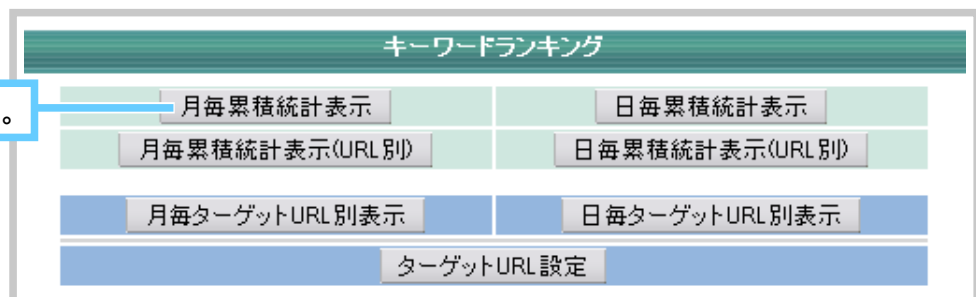 キーワードランキング
月毎累積統計表示 日毎累積統計表示
。
月毎累積統計表示(URL別) 日毎累積統計表示(URL別)
月毎ターゲットURL別表示 日毎ターゲットURL別表示
ターゲットURL設定